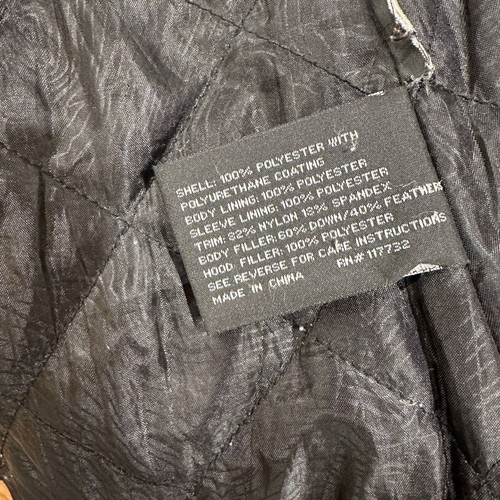 SHELL: 100% POLYESTER WITH
POLYURETHANE COATING
BODY LINING: 100% POLYESTER
SLEEVE LINING: 100% POLYESTER
TRIM: 82% NYLON 18% SPANDEX
BODY FILLER: 60% DOWN/40% FEATHER
HOOD FILLER: 100% POLYESTER
SEE REVERSE FOR CARE INSTRUCTIONS
MADE IN CHINA RN# 117732